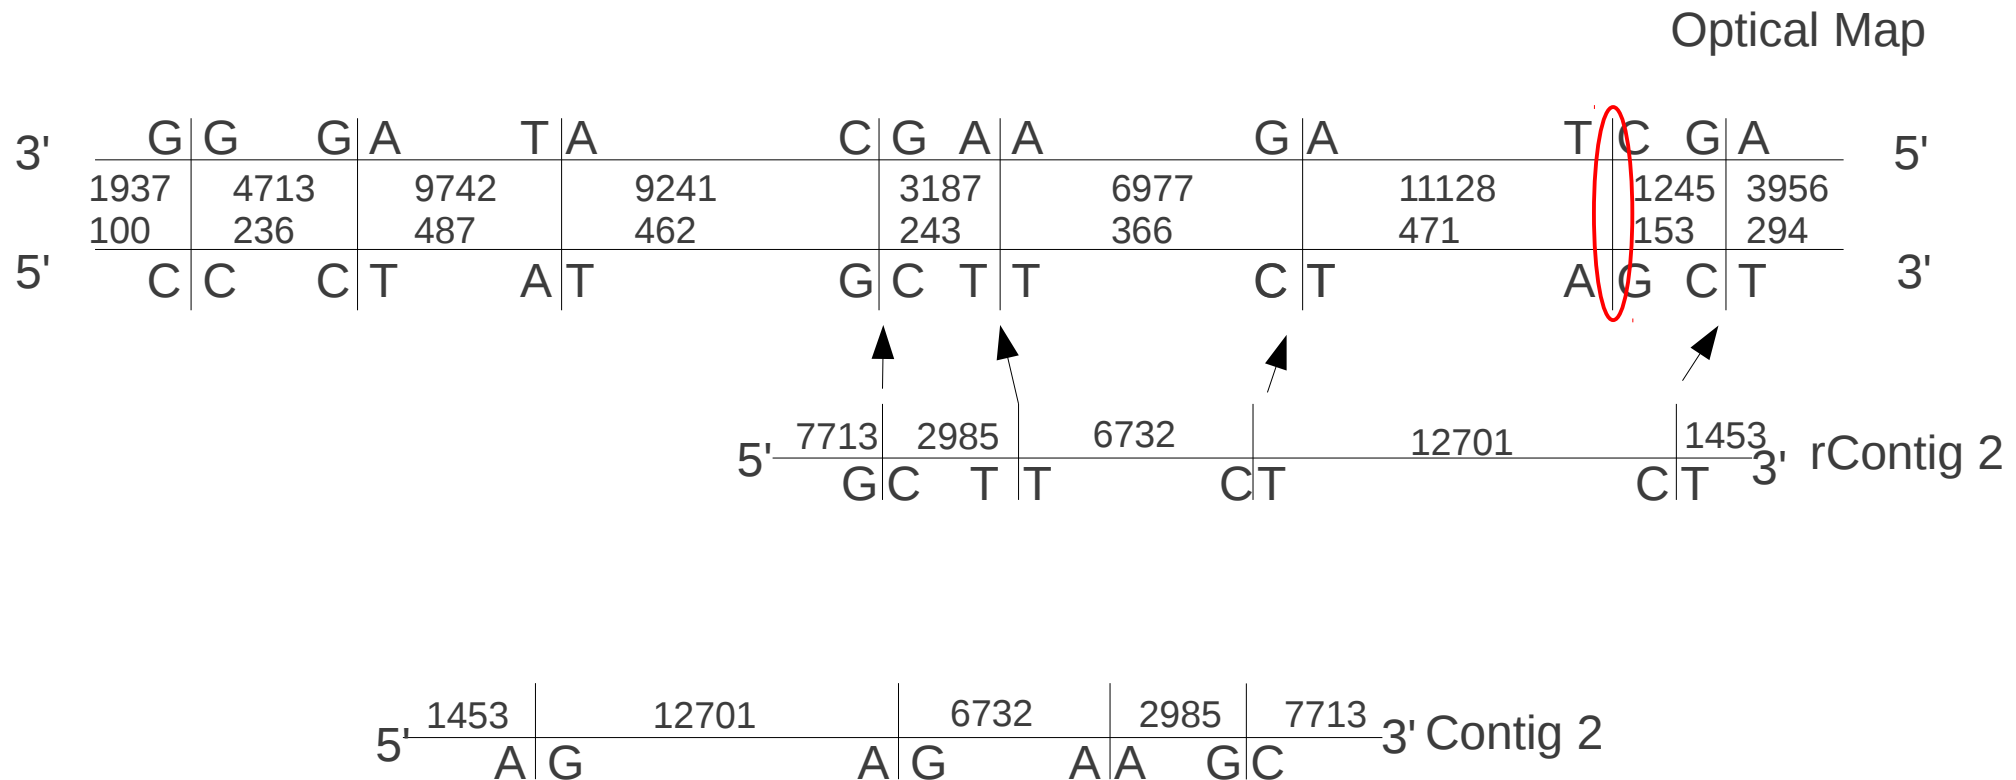 Optical Map
3' G G G A T A C G A A G A T C G A 5'
1937 4713 9742 9241 3187 6977 11128 1245 3956
100 236 487 462 243 366 471 153 294
5' C C C T A T G C T T C T A G C T 3'
5' 7713 2985 6732 12701 1453 3' rContig 2
G C T T C T C T
5' 1453 12701 6732 2985 7713 3' Contig 2
A G A G A A G C